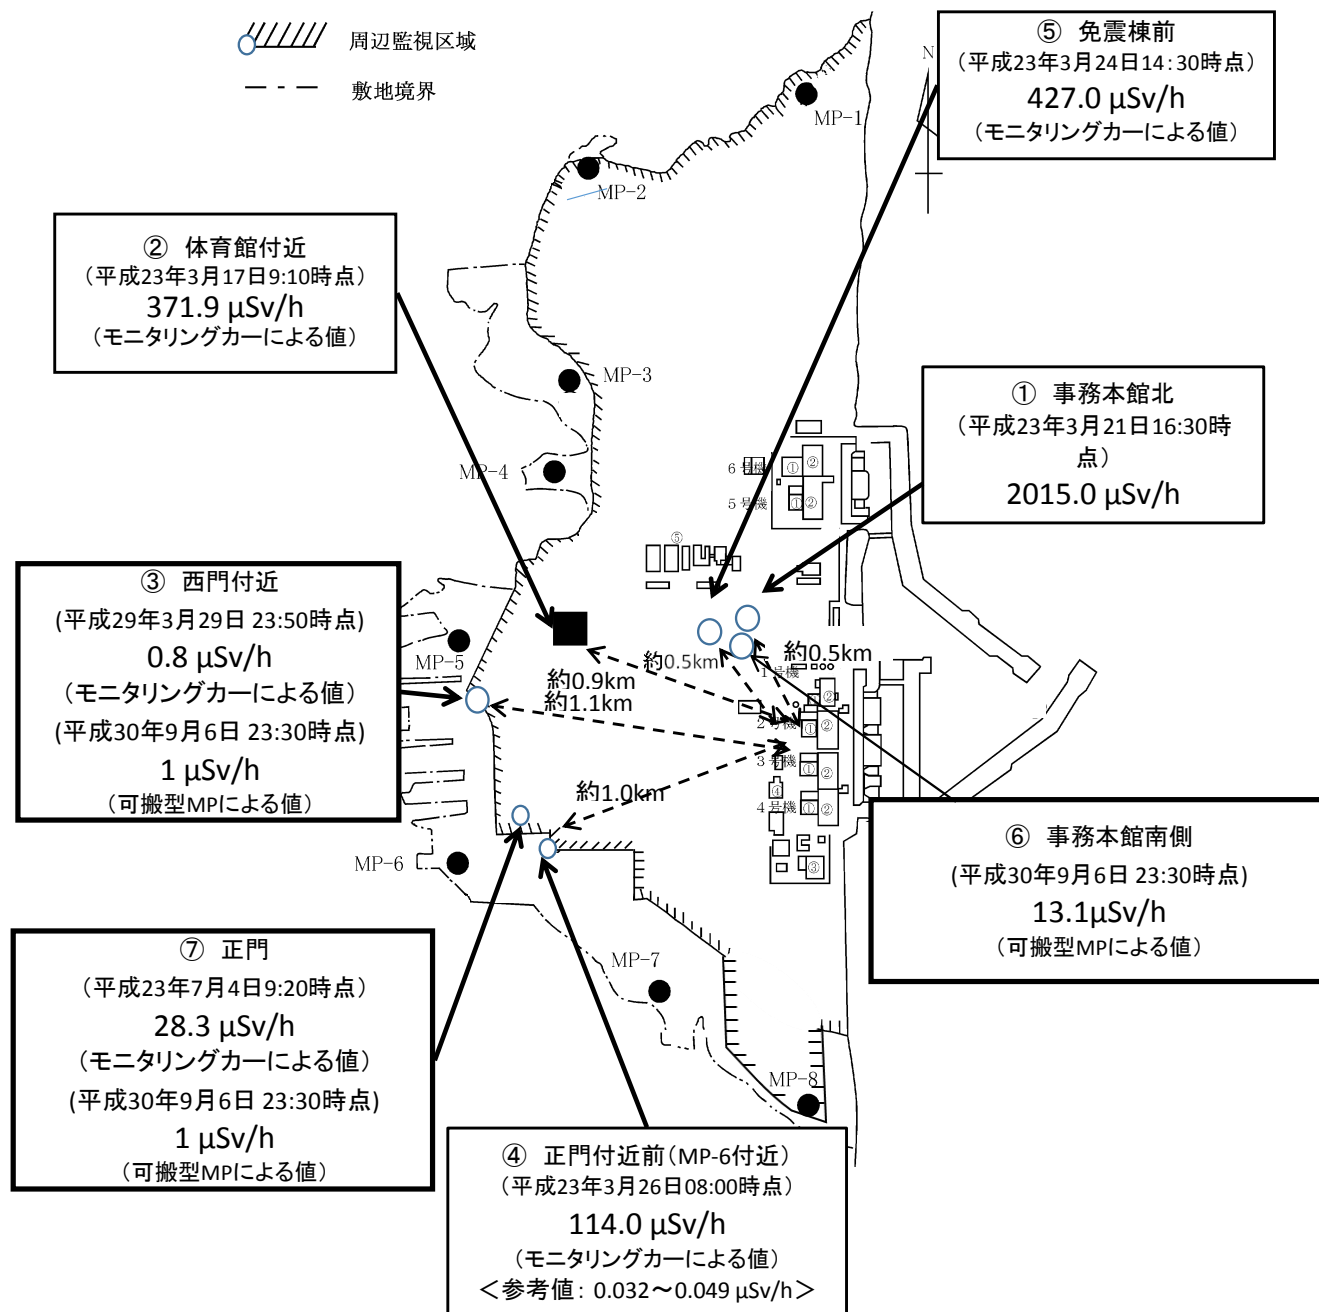 周辺監視区域
敷地境界
⑤ 免震棟前
（平成23年3月24日14：30時点）
427.0 μSv/h
（モニタリングカーによる値）
N
MP-1
MP-2
② 体育館付近
（平成23年3月17日9:10時点）
371.9 μSv/h
（モニタリングカーによる値）
MP-3
MP-4
① 事務本館北
（平成23年3月21日16:30時
点）
2015.0 μSv/h
６号機
①
②
５号機
①
②
⑤
③ 西門付近
(平成29年3月29日 23:50時点)
0.8 μSv/h
（モニタリングカーによる値）
(平成30年9月6日 23:30時点)
1 μSv/h
（可搬型MPによる値）
MP-5
約0.9km
約1.1km
約0.5km
約0.5km
１号機
②
２号機
①
②
３号機
①
②
④
４号機
①
②
③
約1.0km
MP-6
⑥ 事務本館南側
(平成30年9月6日 23:30時点)
13.1μSv/h
（可搬型MPによる値）
⑦ 正門
（平成23年7月4日9:20時点）
28.3 μSv/h
（モニタリングカーによる値）
(平成30年9月6日 23:30時点)
1 μSv/h
（可搬型MPによる値）
MP-7
MP-8
④ 正門付近前（MP-6付近）
（平成23年3月26日08:00時点）
114.0 μSv/h
（モニタリングカーによる値）
＜参考値： 0.032～0.049 μSv/h＞